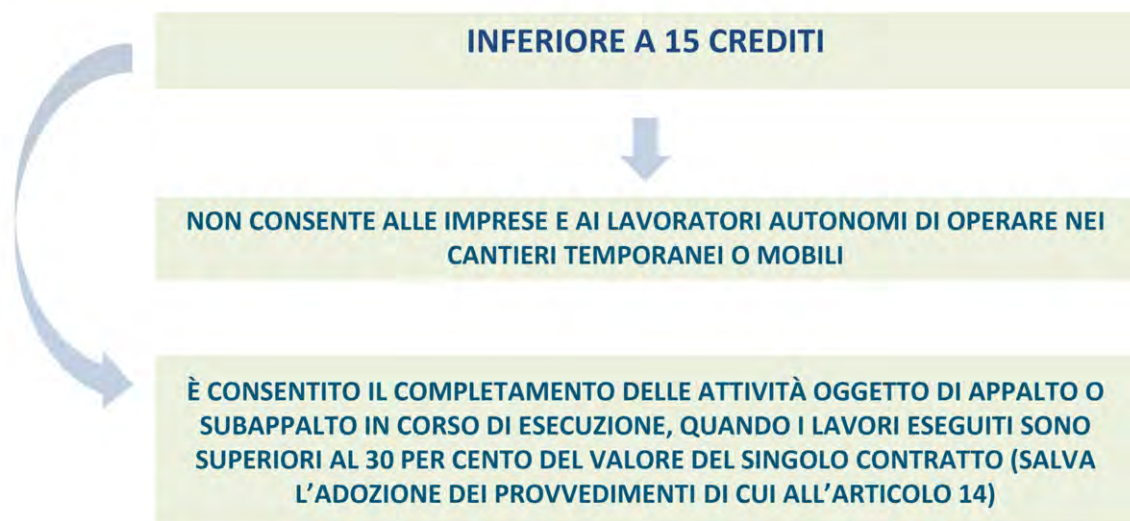 INFERIORE A 15 CREDITI
NON CONSENTE ALLE IMPRESE E AI LAVORATORI AUTONOMI DI OPERARE NEI
CANTIERI TEMPORANEI O MOBILI
È CONSENTITO IL COMPLETAMENTO DELLE ATTIVITÀ OGGETTO DI APPALTO O
SUBAPPALTO IN CORSO DI ESECUZIONE, QUANDO I LAVORI ESEGUITI SONO
SUPERIORI AL 30 PER CENTO DEL VALORE DEL SINGOLO CONTRATTO (SALVA
L’ADOZIONE DEI PROVVEDIMENTI DI CUI ALL’ARTICOLO 14)